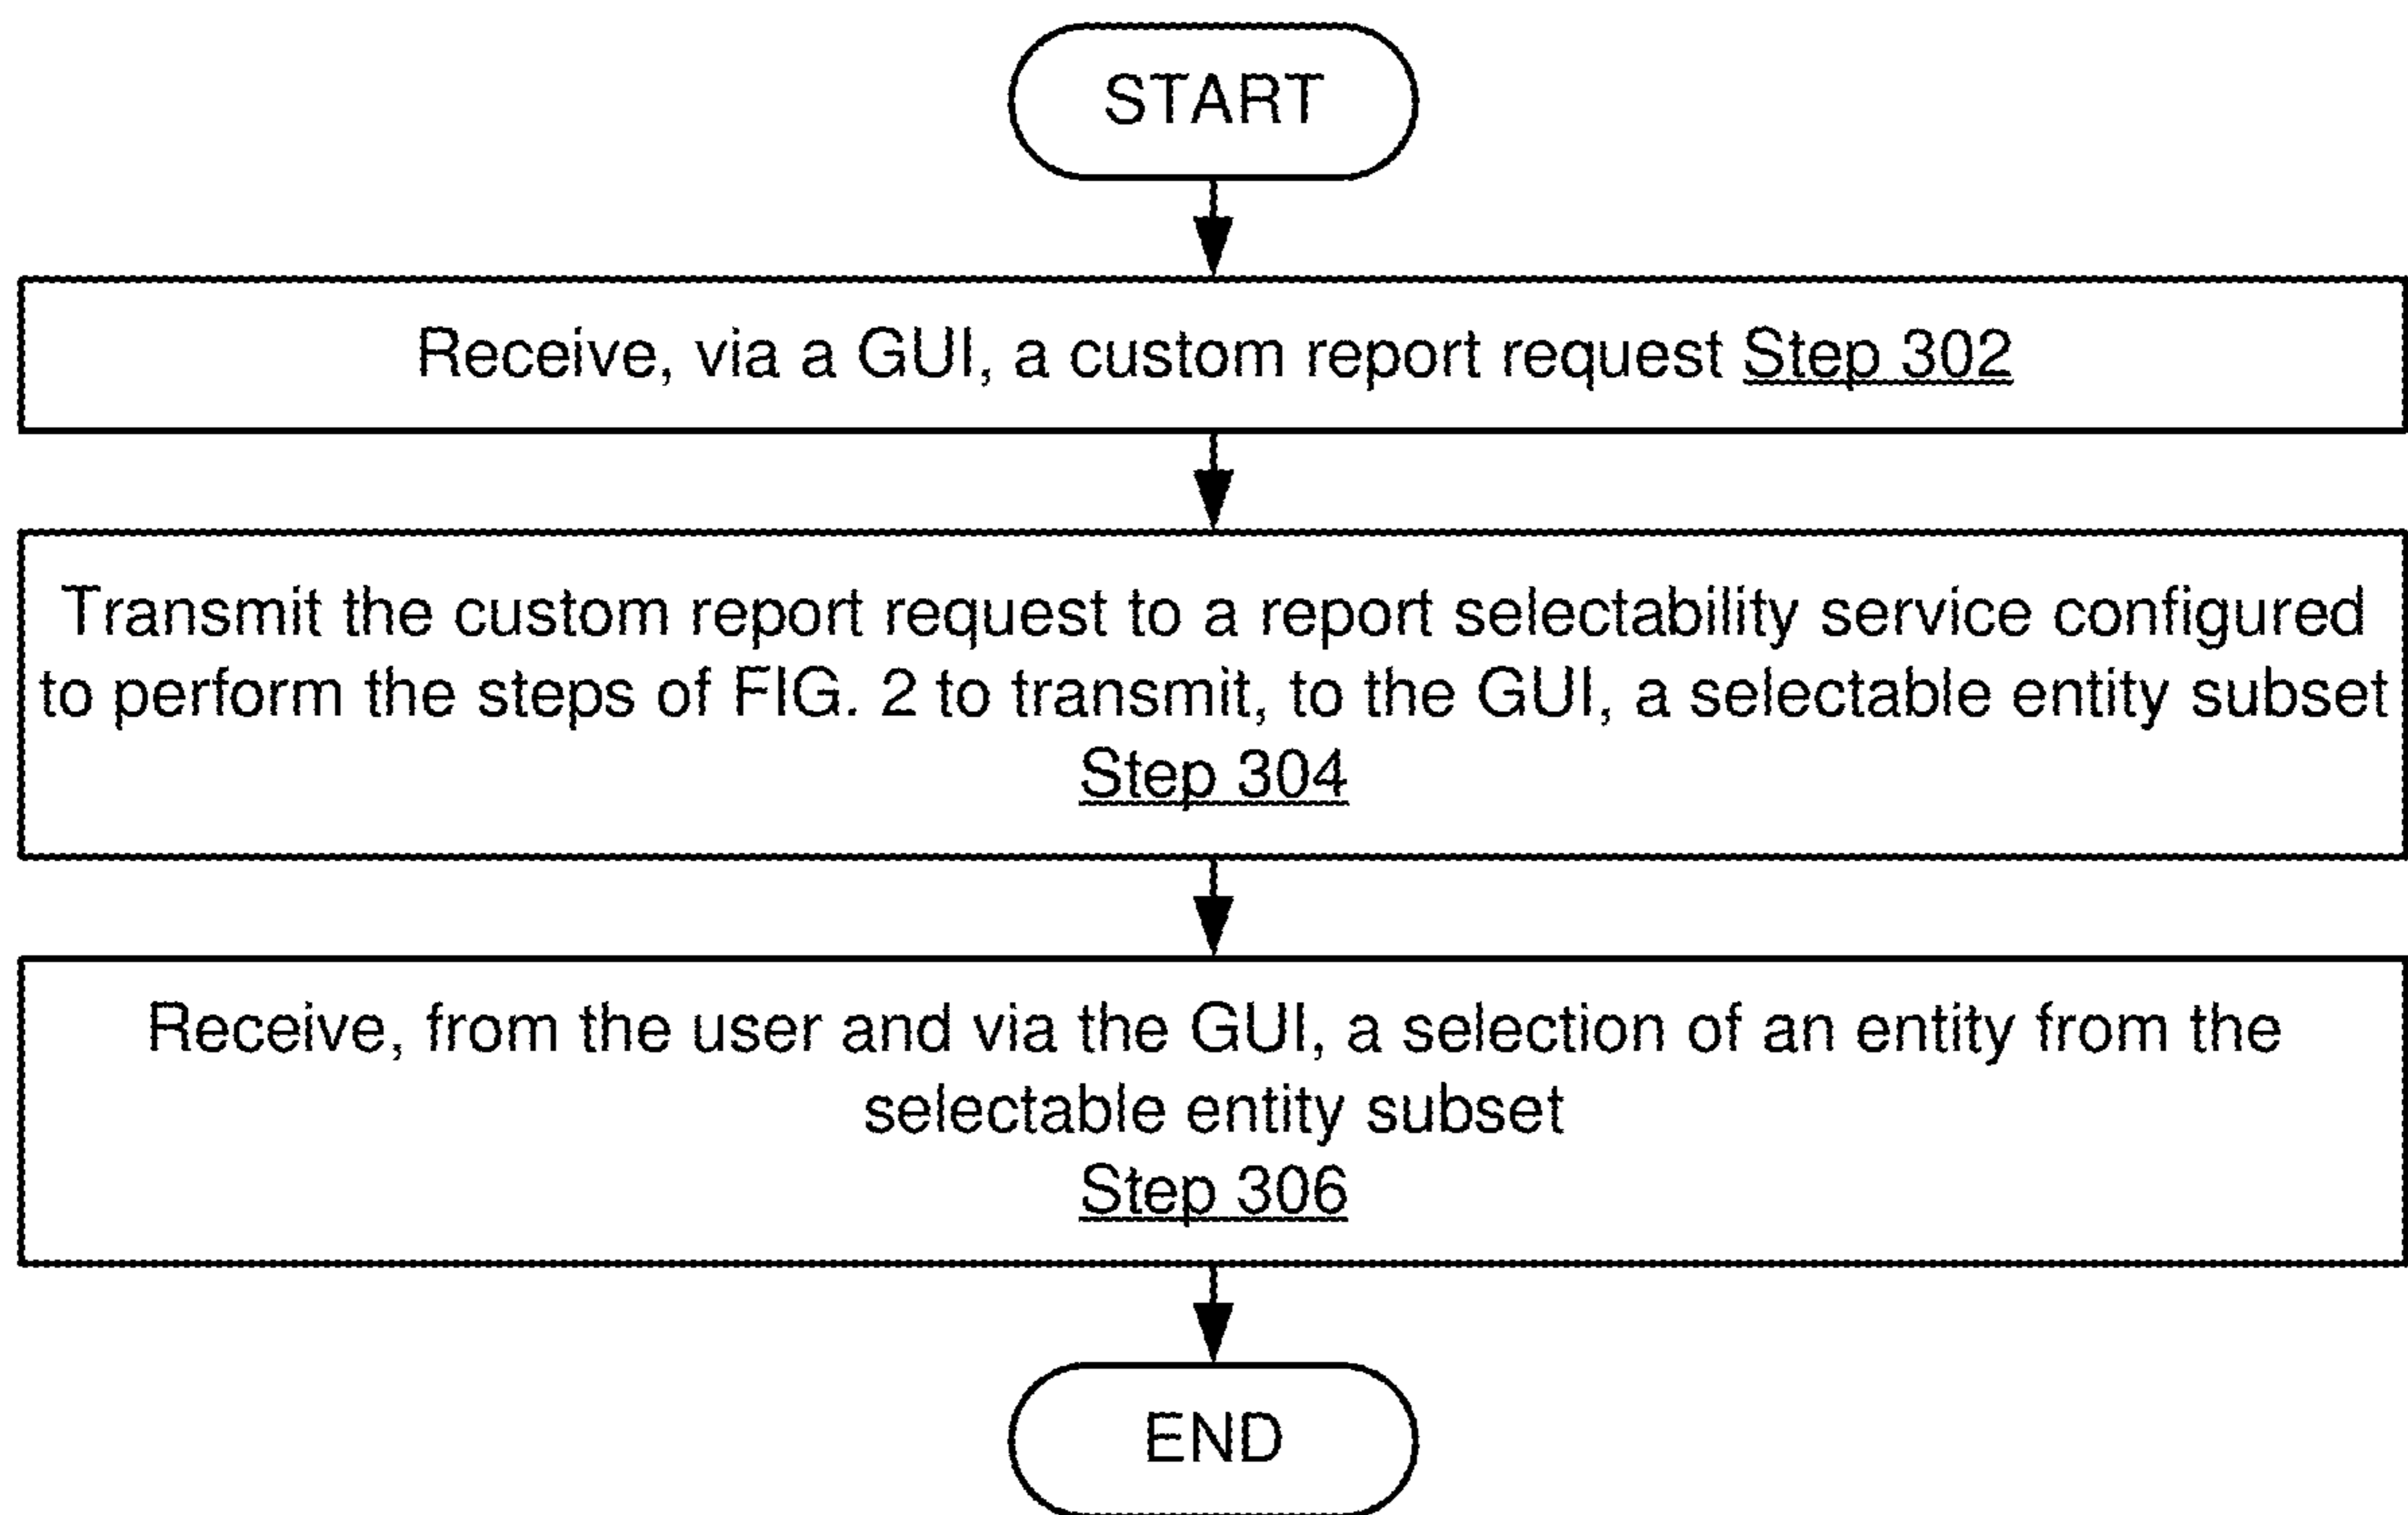 START
Receive, via a GUI, a custom report request Step 302
Transmit the custom report request to a report selectability service configured
to perform the steps of FIG. 2 to transmit, to the GUI, a selectable entity subset
Step 304
Receive, from the user and via the GUI, a selection of an entity from the
selectable entity subset
Step 306
END